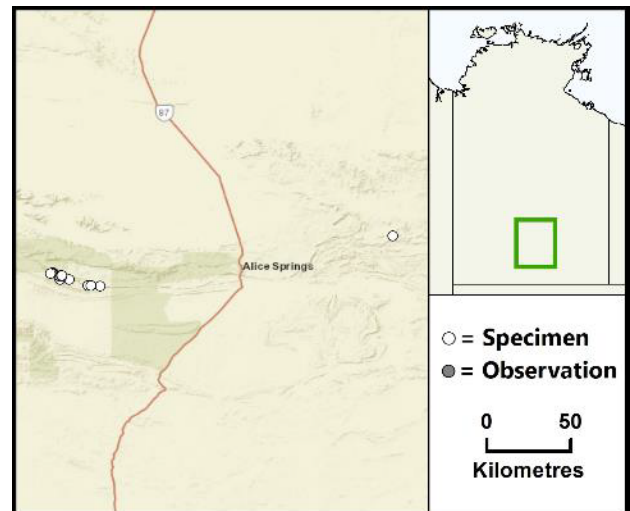 87
Alice Springs
○ = Specimen
● = Observation
0 50
Kilometres